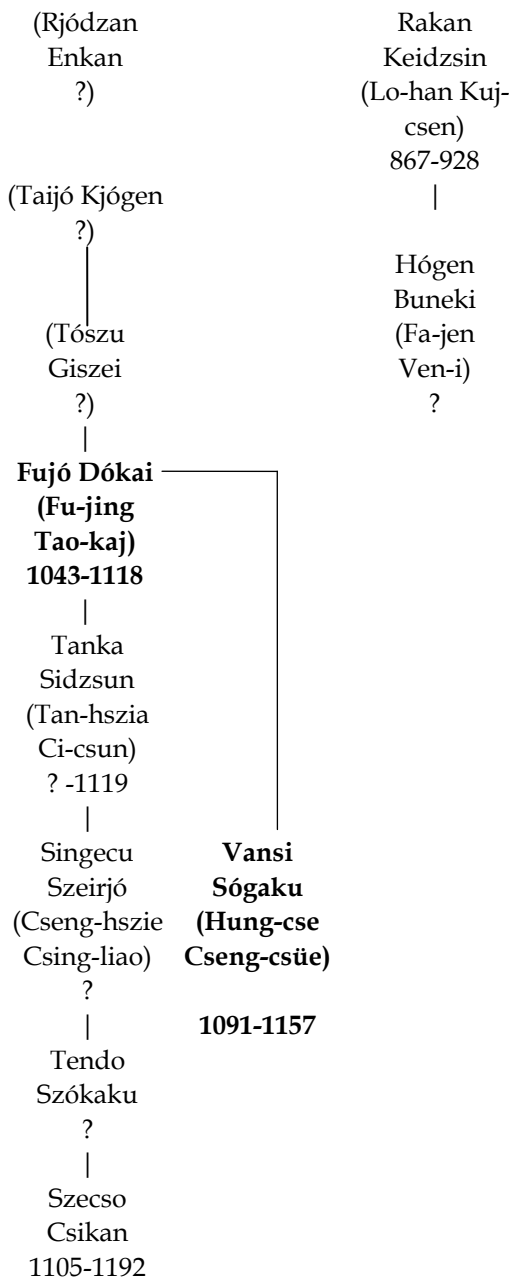 (Rjódzan
Enkan
?)
Rakan
Keidzsin
(Lo-han Kuj-
csen)
867-928
|
(Taijó Kjógen
?)
Hógen
Buneki
(Fa-jen
Ven-i)
?
(Tószu
Giszei
?)
|
Fujó Dókai
(Fu-jing
Tao-kaj)
1043-1118
|
Tanka
Sidzsun
(Tan-hszia
Ci-csun)
? -1119
|
Singecu
Szeirjó
(Cseng-hszie
Csing-liao)
?
|
Vansi
Sógaku
(Hung-cse
Cseng-csüe)
1091-1157
Tendo
Szókaku
?
|
Szecso
Csikan
1105-1192